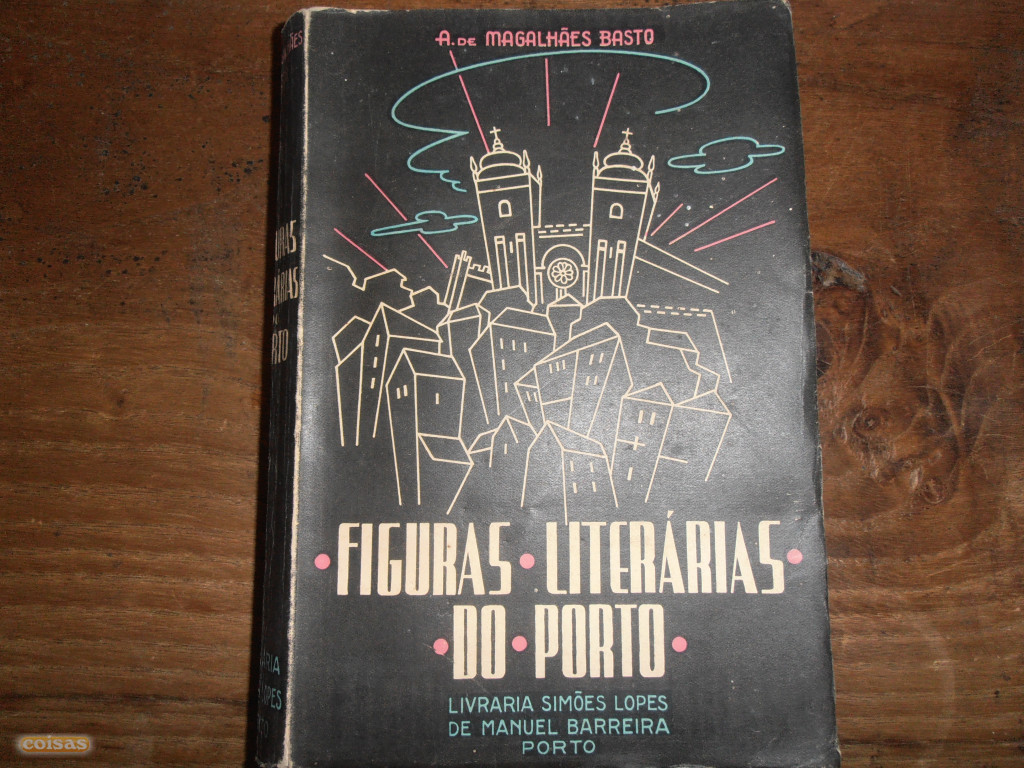 A. DE MAGALHÃES BASTO
FIGURAS · LITERÁRIAS
DO · PORTO
LIVRARIA SIMÕES LOPES
DE MANUEL BARREIRA
PORTO
coisas